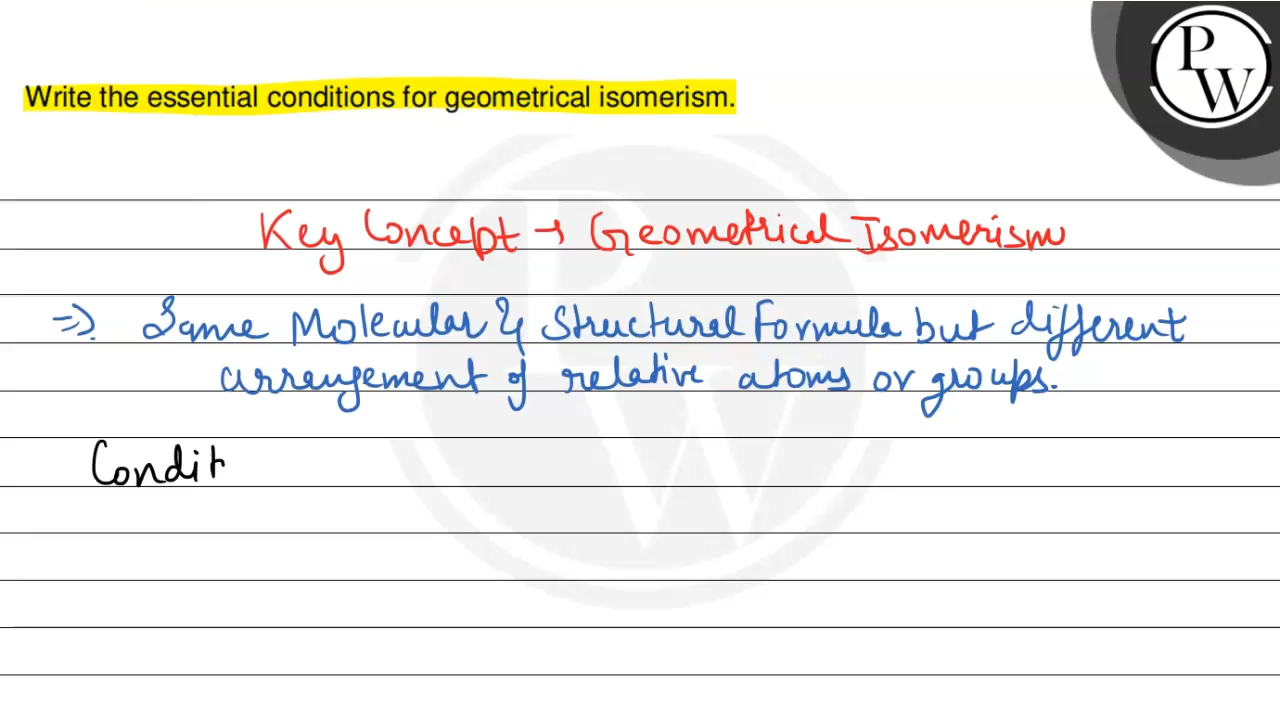 Write the essential conditions for geometrical isomerism.
P
W
Key Concept → Geometrical Isomerism
⇒ Same Molecular & Structural Formula but different
arrangement of relative atoms or groups.
Condit